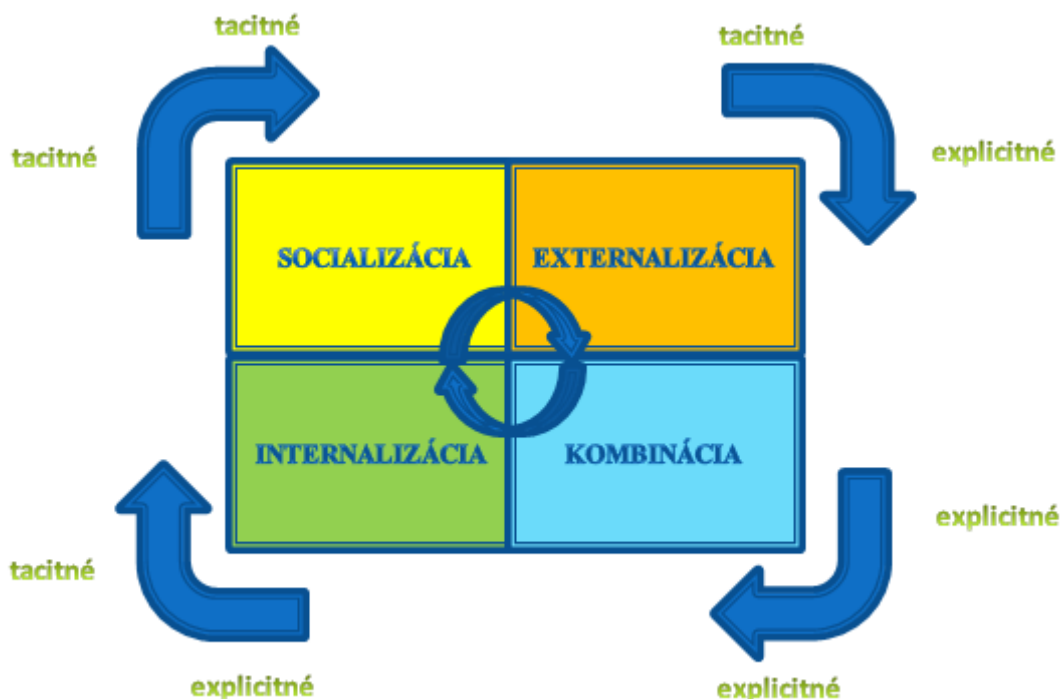 tacitné
tacitné
tacitné
explicitné
SOCIALIZÁCIA
EXTERNALIZÁCIA
INTERNALIZÁCIA
KOMBINÁCIA
explicitné
tacitné
explicitné
explicitné